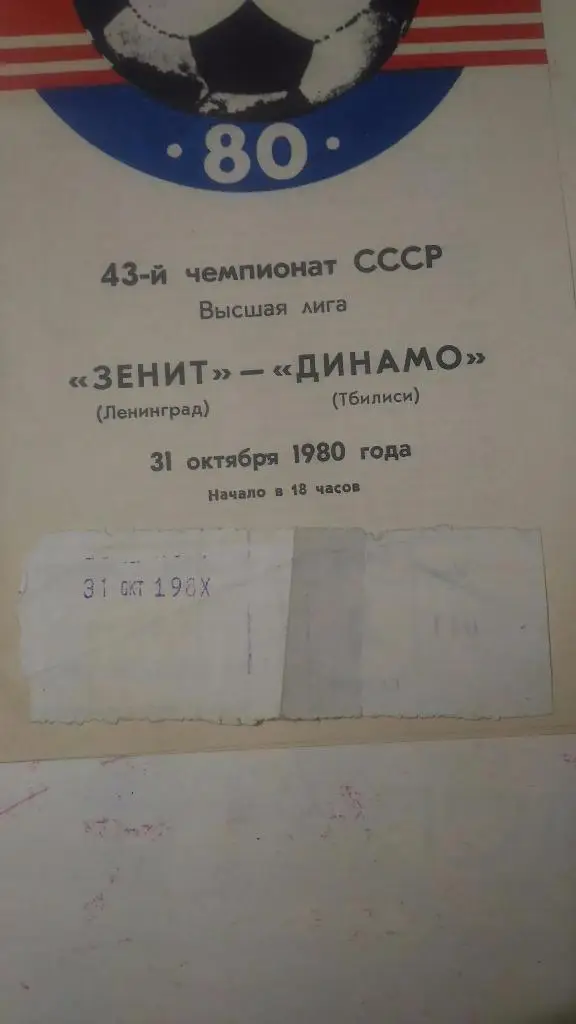 · 80 ·
43-й чемпионат СССР
Высшая лига
«ЗЕНИТ» — «ДИНАМО»
(Ленинград) (Тбилиси)
31 октября 1980 года
Начало в 18 часов
31 ОКТ 198X